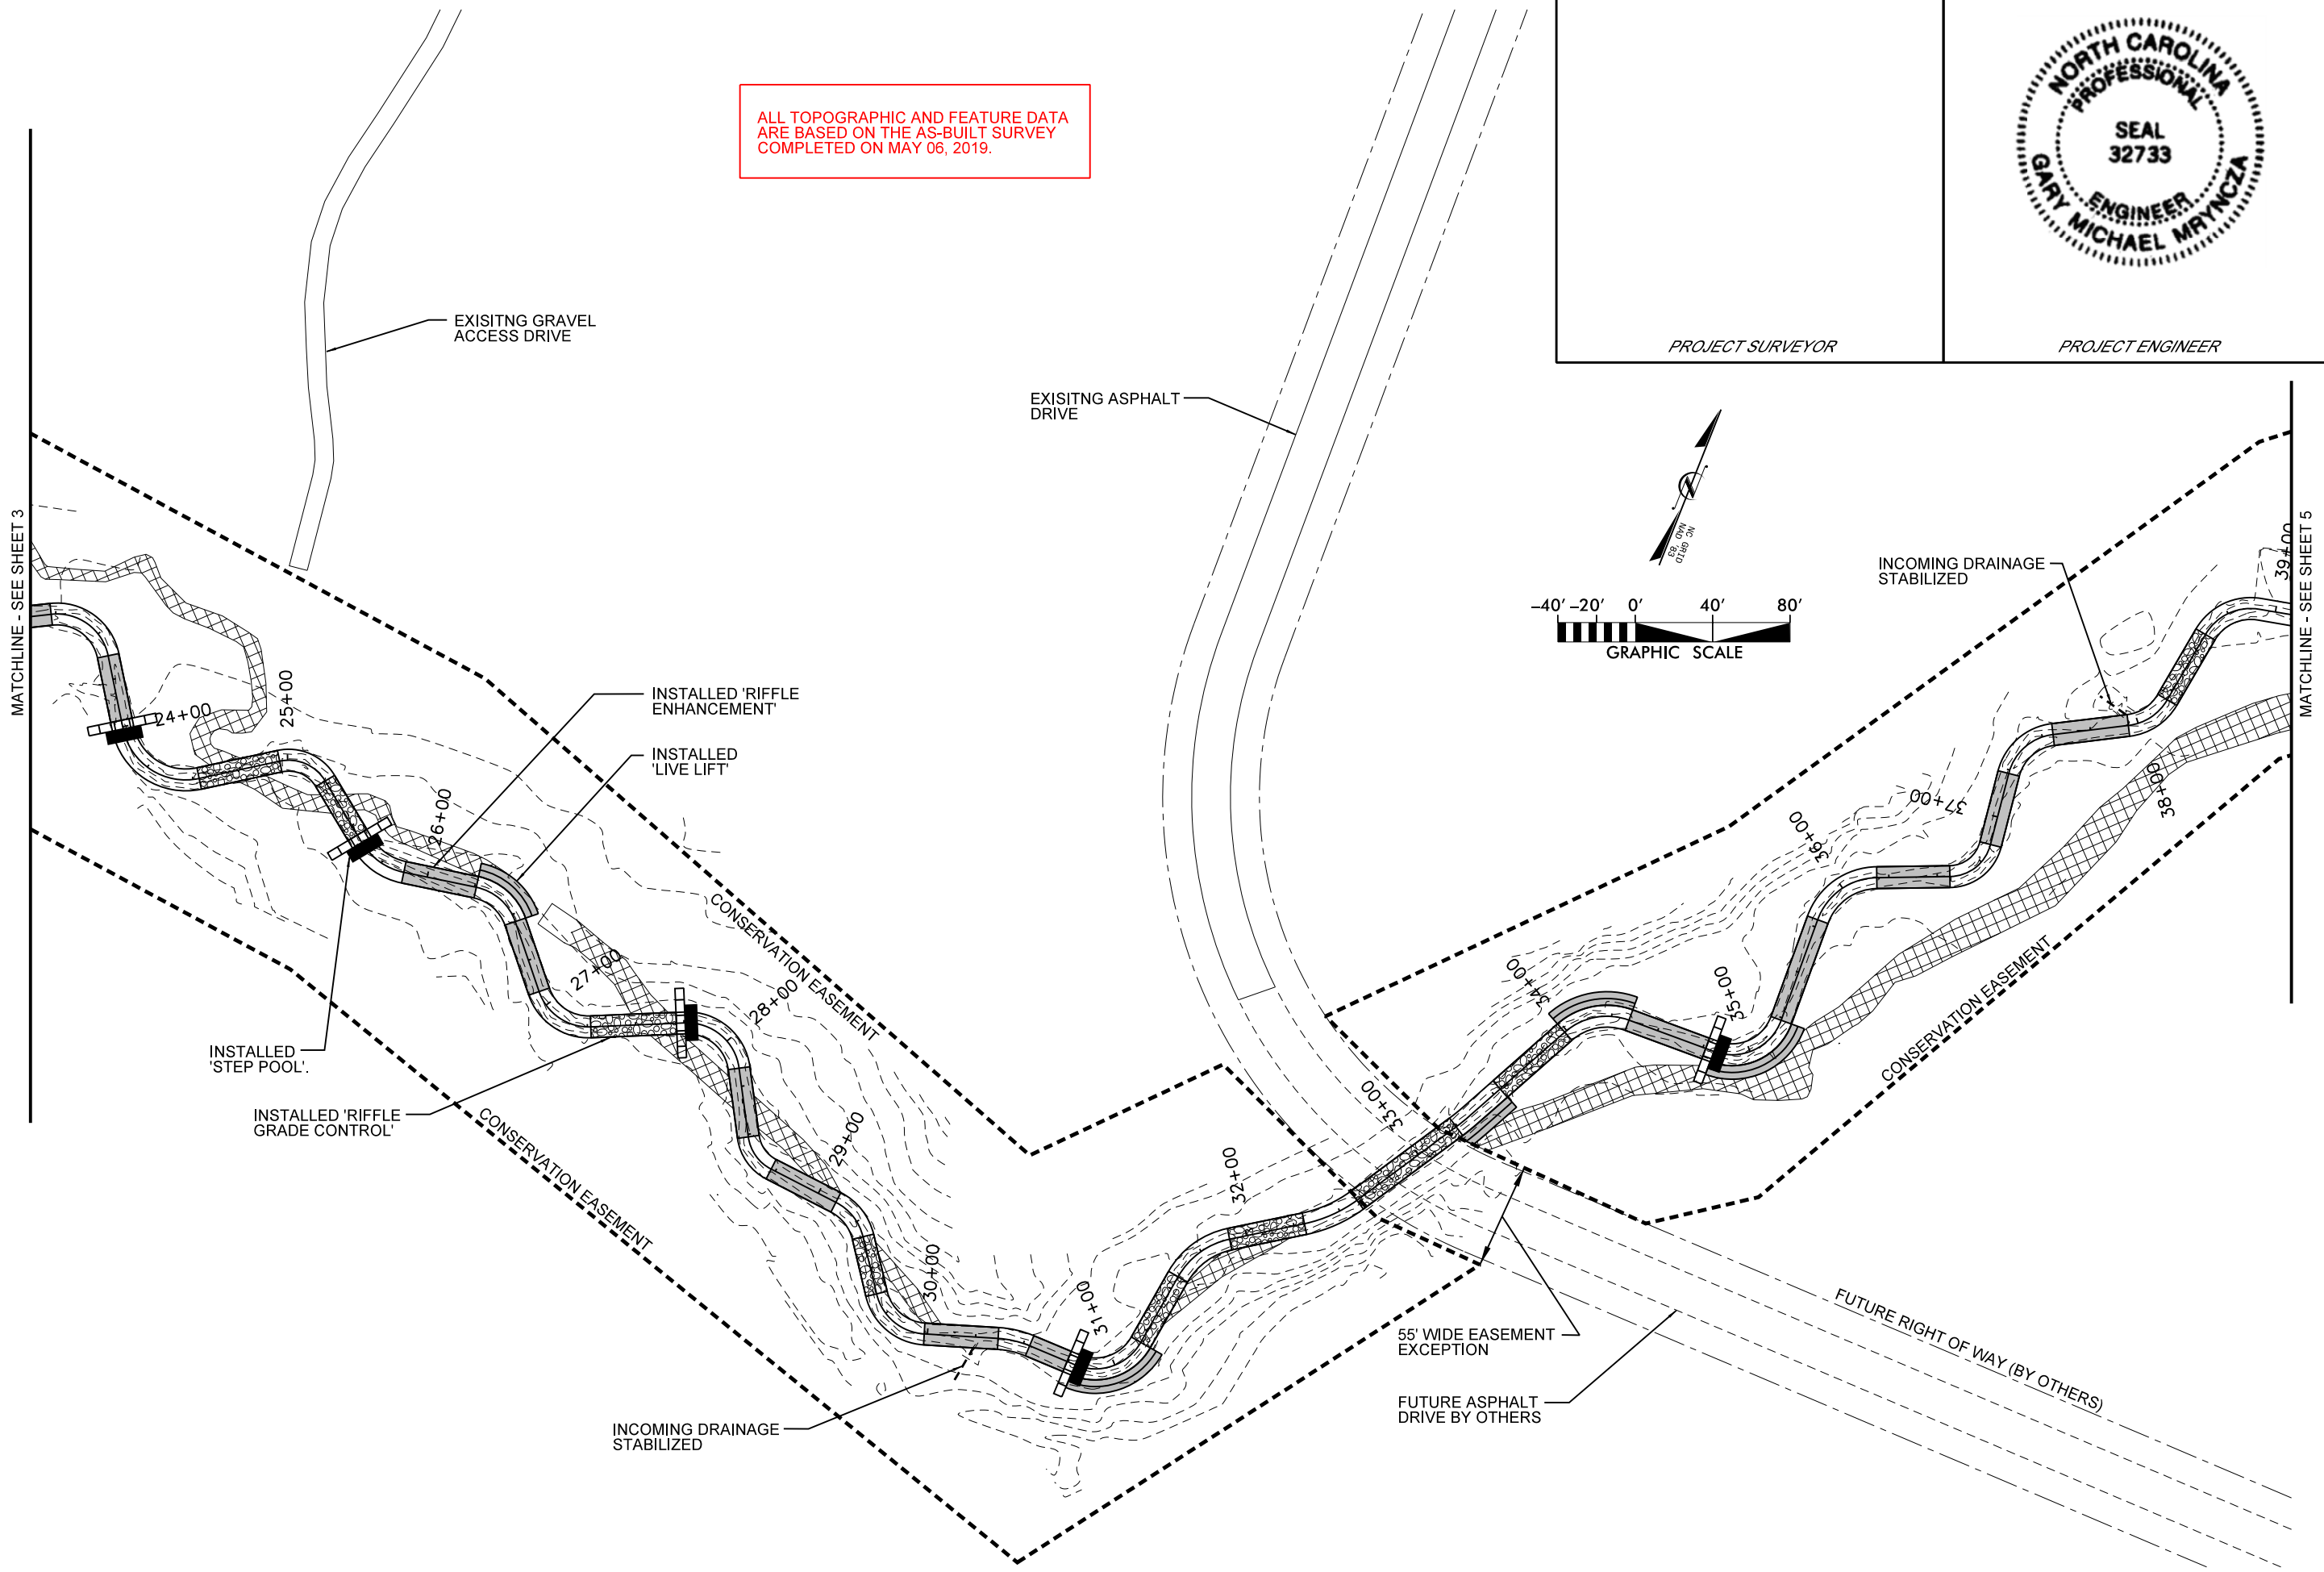 ALL TOPOGRAPHIC AND FEATURE DATA
ARE BASED ON THE AS-BUILT SURVEY
COMPLETED ON MAY 06, 2019.
NORTH CAROLINA
PROFESSIONAL
SEAL
32733
ENGINEER
GARY MICHAEL MRYNCZA
PROJECT SURVEYOR
PROJECT ENGINEER
EXISITNG GRAVEL
ACCESS DRIVE
EXISITNG ASPHALT
DRIVE
N
NC GRID
NAD '83
-40' -20' 0' 40' 80'
GRAPHIC SCALE
INCOMING DRAINAGE
STABILIZED
MATCHLINE - SEE SHEET 3
MATCHLINE - SEE SHEET 5
INSTALLED 'RIFFLE
ENHANCEMENT'
INSTALLED
'LIVE LIFT'
24+00
25+00
26+00
27+00
28+00
29+00
30+00
31+00
32+00
33+00
34+00
35+00
36+00
37+00
38+00
39+00
CONSERVATION EASEMENT
CONSERVATION EASEMENT
CONSERVATION EASEMENT
INSTALLED
'STEP POOL'.
INSTALLED 'RIFFLE
GRADE CONTROL'
INCOMING DRAINAGE
STABILIZED
55' WIDE EASEMENT
EXCEPTION
FUTURE ASPHALT
DRIVE BY OTHERS
FUTURE RIGHT OF WAY (BY OTHERS)